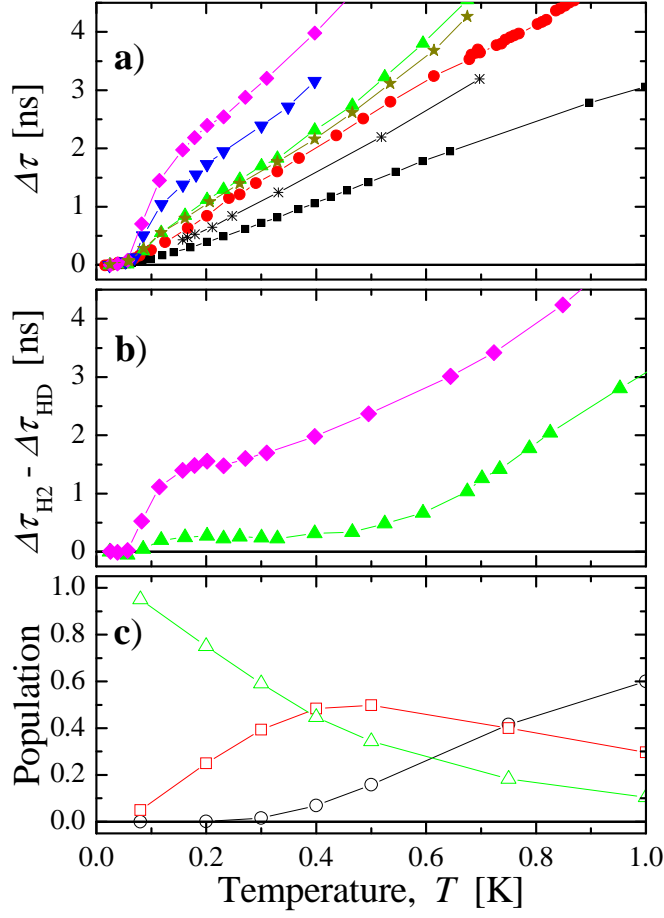 a)
Δτ [ns]
4
3
2
1
0
b)
Δτ_H2 - Δτ_HD [ns]
4
3
2
1
0
c)
Population
1.0
0.8
0.6
0.4
0.2
0.0
0.0 0.2 0.4 0.6 0.8 1.0
Temperature, T [K]